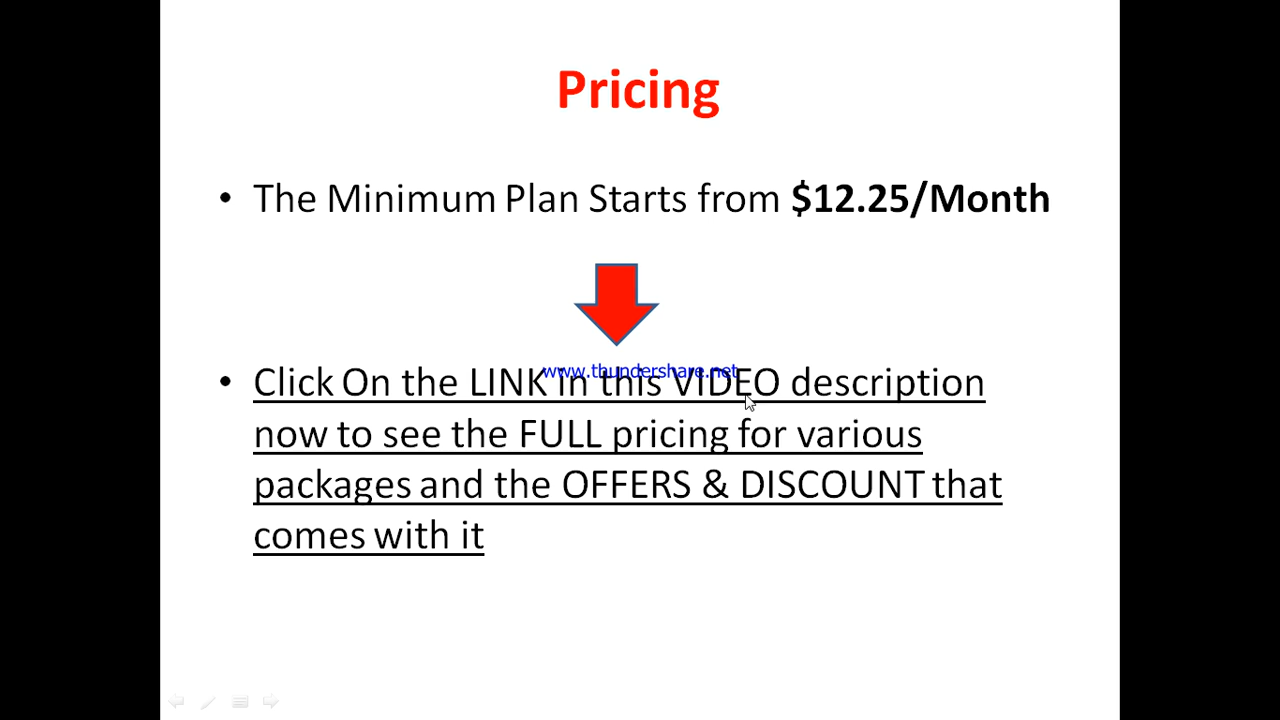 Pricing
• The Minimum Plan Starts from $12.25/Month
www.thundershare.net
• Click On the LINK in this VIDEO description
now to see the FULL pricing for various
packages and the OFFERS & DISCOUNT that
comes with it